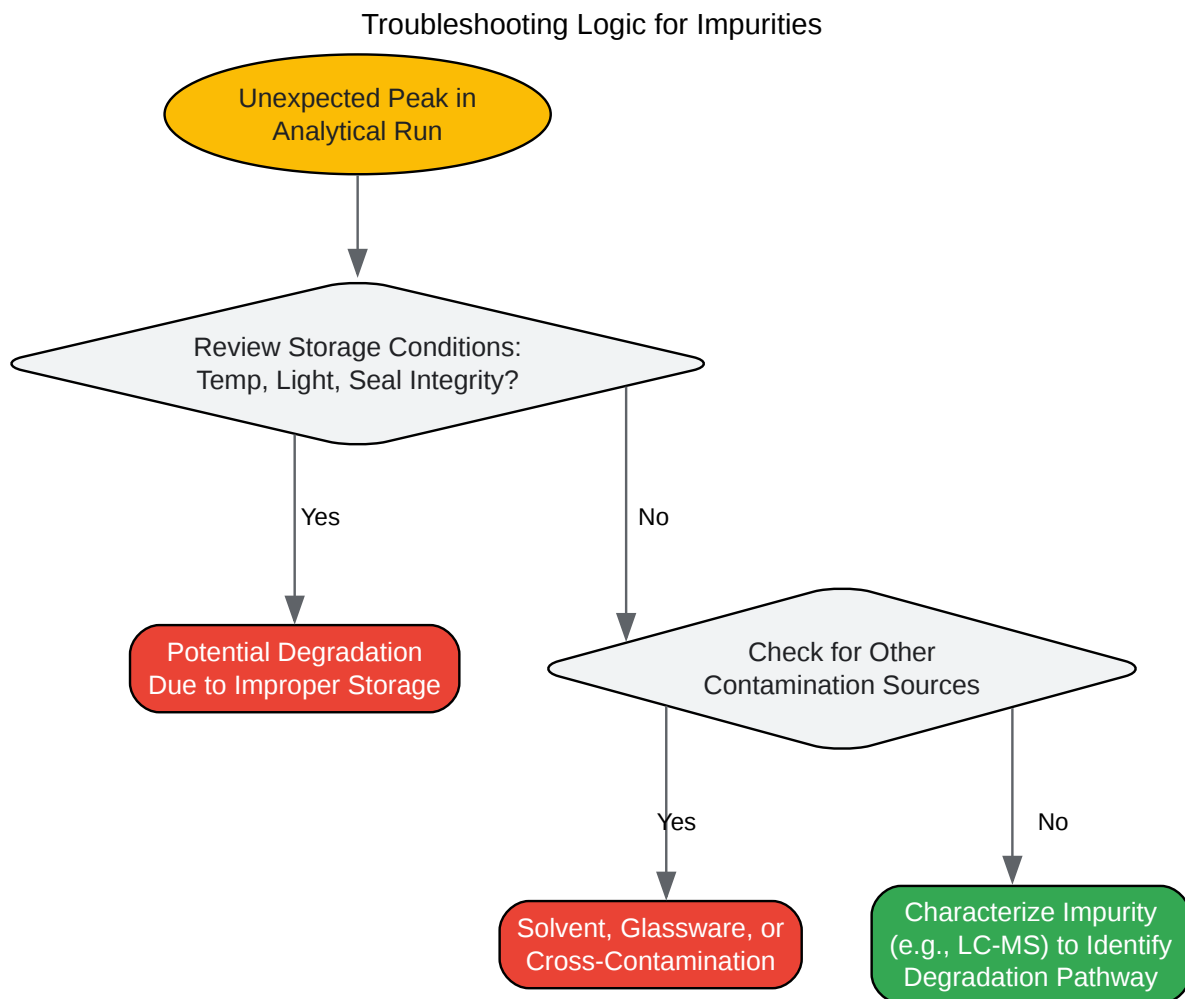 Troubleshooting Logic for Impurities
Unexpected Peak in
Analytical Run
Review Storage Conditions:
Temp, Light, Seal Integrity?
Yes
No
Potential Degradation
Due to Improper Storage
Check for Other
Contamination Sources
Yes
No
Solvent, Glassware, or
Cross-Contamination
Characterize Impurity
(e.g., LC-MS) to Identify
Degradation Pathway